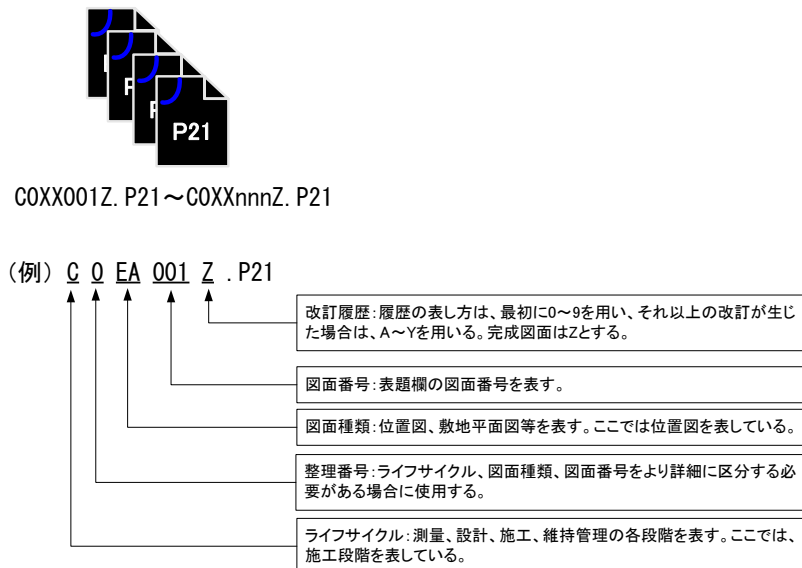 P
P
P
P21
C0XX001Z.P21～C0XXnnnZ.P21
(例) C 0 EA 001 Z .P21
改訂履歴：履歴の表し方は、最初に0～9を用い、それ以上の改訂が生じ
た場合は、A～Yを用いる。完成図面はZとする。
図面番号：表題欄の図面番号を表す。
図面種類：位置図、敷地平面図等を表す。ここでは位置図を表している。
整理番号：ライフサイクル、図面種類、図面番号をより詳細に区分する必
要がある場合に使用する。
ライフサイクル：測量、設計、施工、維持管理の各段階を表す。ここでは、
施工段階を表している。